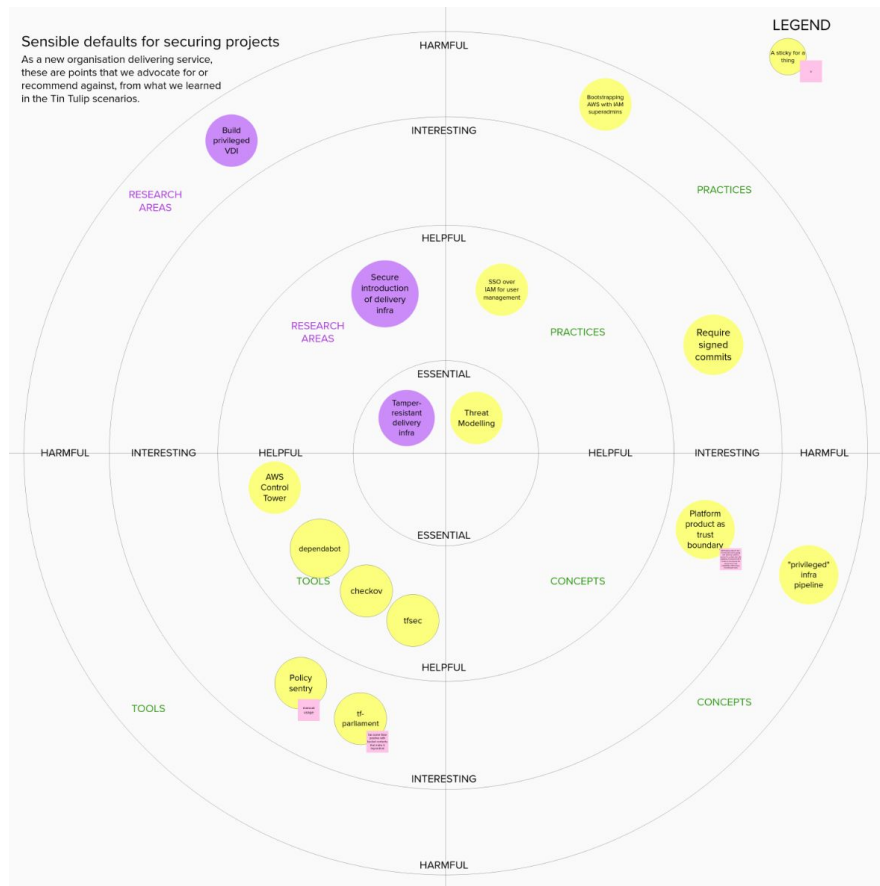 Sensible defaults for securing projects
As a new organisation delivering service,
these are points that we advocate for or
recommend against, from what we learned
in the Tin Tulip scenarios.
LEGEND
A sticky for a
thing
HARMFUL
Bootstrapping
AWS with IAM
superadmins
INTERESTING
Build
privileged
VDI
RESEARCH
AREAS
PRACTICES
HELPFUL
Secure
introduction
of delivery
infra
SSO over
IAM for user
management
RESEARCH
AREAS
PRACTICES
Require
signed
commits
ESSENTIAL
Tamper-
resistant
delivery
infra
Threat
Modelling
HARMFUL
INTERESTING
HELPFUL
HELPFUL
INTERESTING
HARMFUL
AWS
Control
Tower
Platform
product as
trust
boundary
ESSENTIAL
dependabot
"privileged"
infra
pipeline
TOOLS
CONCEPTS
checkov
tfsec
HELPFUL
Policy
sentry
tf-
parliament
TOOLS
CONCEPTS
INTERESTING
HARMFUL